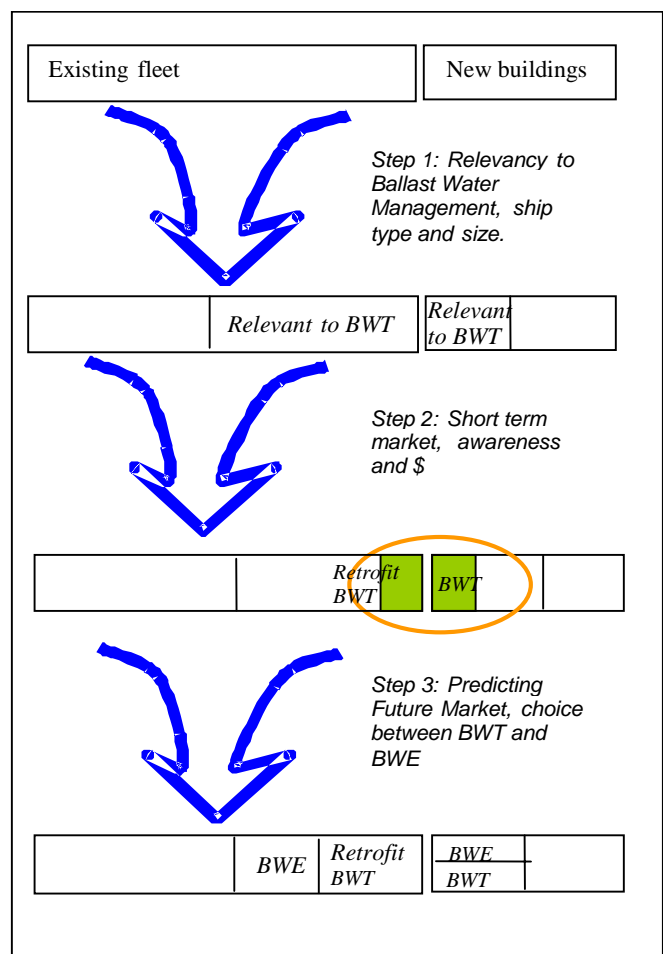 Existing fleet
New buildings
Step 1: Relevancy to
Ballast Water
Management, ship
type and size.
Relevant to BWT
Relevant
to BWT
Step 2: Short term
market, awareness
and $
Retrofit
BWT
BWT
Step 3: Predicting
Future Market, choice
between BWT and
BWE
BWE
Retrofit
BWT
BWE
BWT